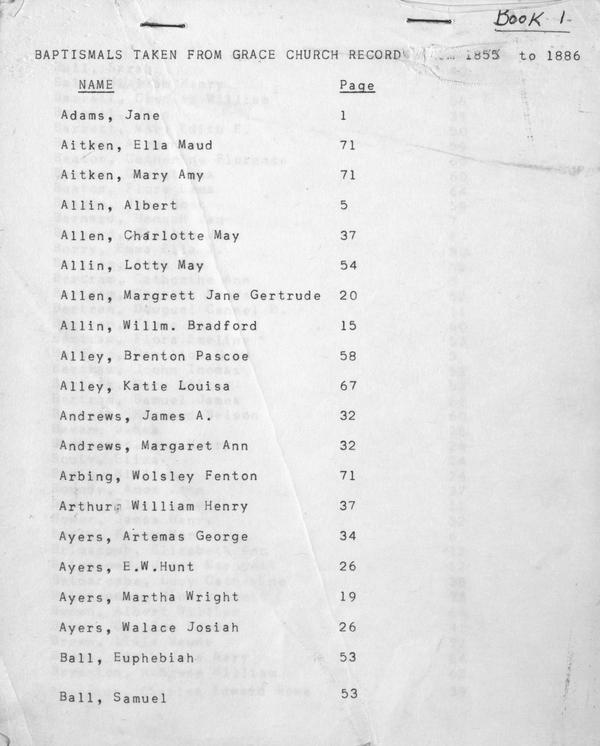 Book 1
BAPTISMALS TAKEN FROM GRACE CHURCH RECORDS 1855 to 1886
NAME Page
Adams, Jane 1
Aitken, Ella Maud 71
Aitken, Mary Amy 71
Allin, Albert 5
Allen, Charlotte May 37
Allin, Lotty May 54
Allen, Margrett Jane Gertrude 20
Allin, Willm. Bradford 15
Alley, Brenton Pascoe 58
Alley, Katie Louisa 67
Andrews, James A. 32
Andrews, Margaret Ann 32
Arbing, Wolsley Fenton 71
Arthur, William Henry 37
Ayers, Artemas George 34
Ayers, E.W.Hunt 26
Ayers, Martha Wright 19
Ayers, Walace Josiah 26
Ball, Euphebiah 53
Ball, Samuel 53